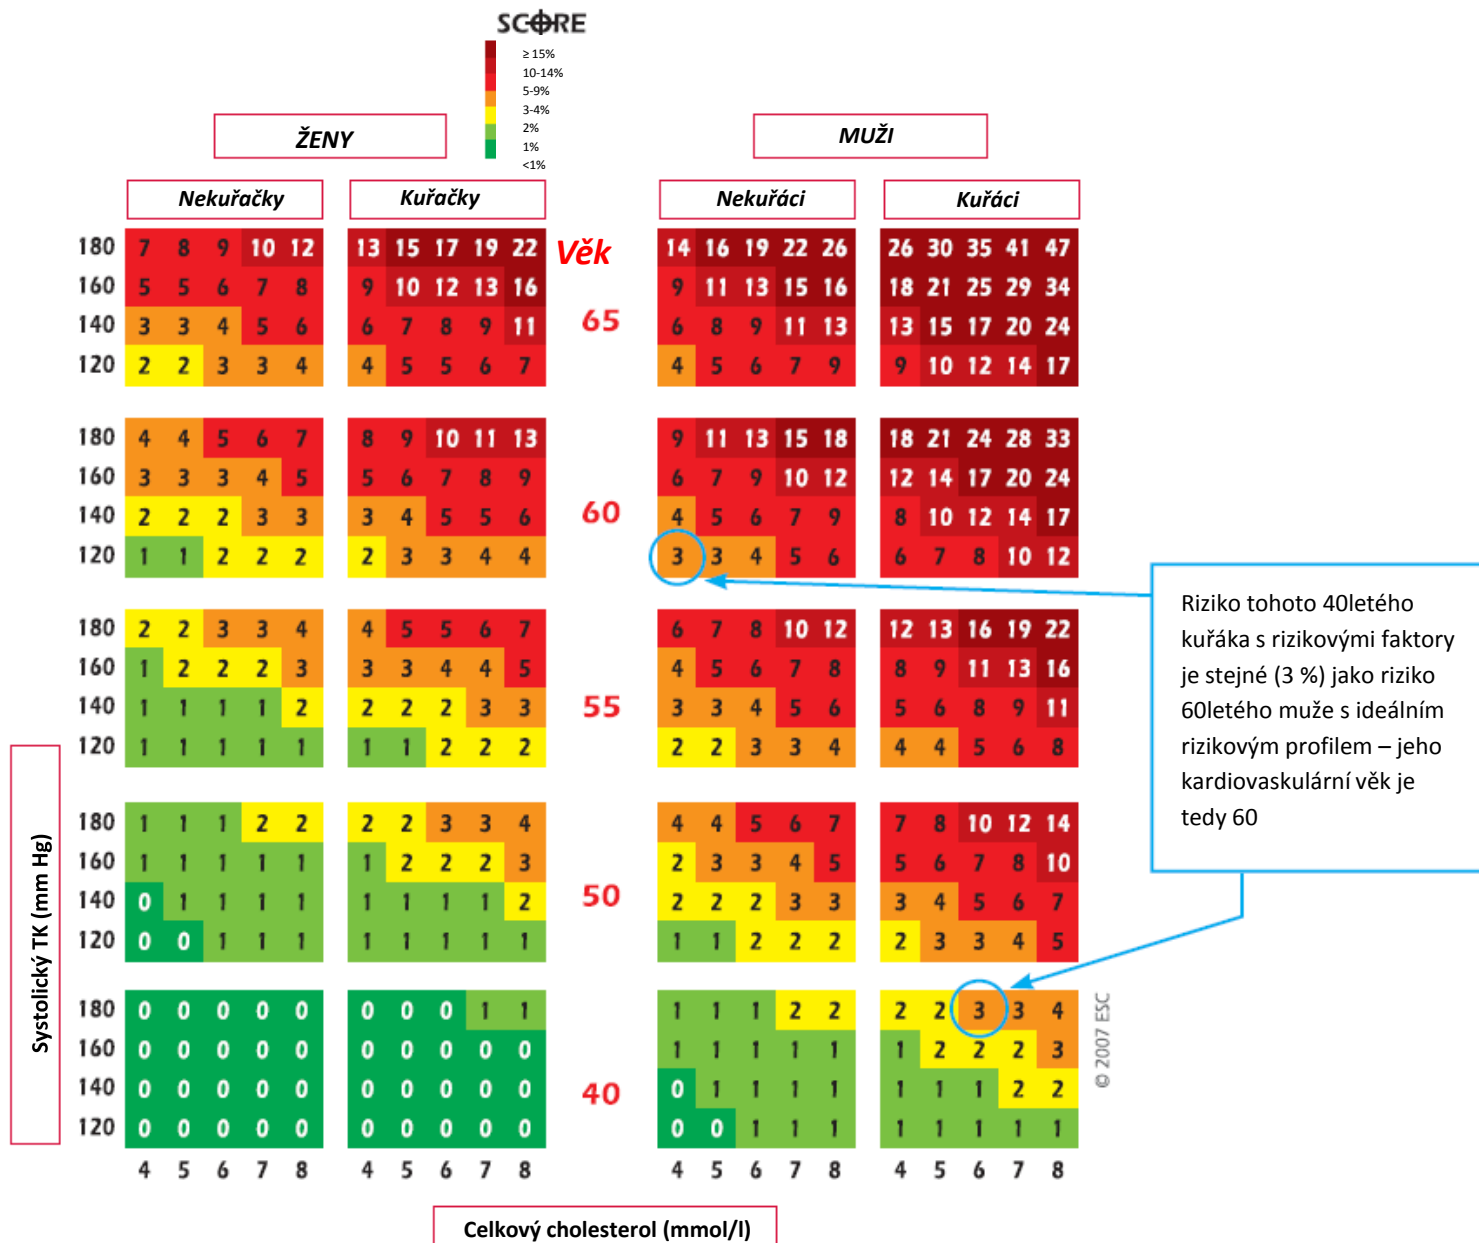 SCORE
≥ 15%
10-14%
5-9%
3-4%
2%
1%
<1%
ŽENY
MUŽI
Nekuřačky
Kuřačky
Nekuřáci
Kuřáci
Věk
180 7 8 9 10 12 13 15 17 19 22 14 16 19 22 26 26 30 35 41 47
160 5 5 6 7 8 9 10 12 13 16 9 11 13 15 16 18 21 25 29 34
65
140 3 3 4 5 6 6 7 8 9 11 6 8 9 11 13 13 15 17 20 24
120 2 2 3 3 4 4 5 5 6 7 4 5 6 7 9 9 10 12 14 17
180 4 4 5 6 7 8 9 10 11 13 9 11 13 15 18 18 21 24 28 33
160 3 3 3 4 5 5 6 7 8 9 6 7 9 10 12 12 14 17 20 24
60
140 2 2 2 3 3 3 4 5 5 6 4 5 6 7 9 8 10 12 14 17
120 1 1 2 2 2 2 3 3 4 4 3 3 4 5 6 6 7 8 10 12
180 2 2 3 3 4 4 5 5 6 7 6 7 8 10 12 12 13 16 19 22
160 1 2 2 2 3 3 3 4 4 5 4 5 6 7 8 8 9 11 13 16
55
140 1 1 1 1 2 2 2 2 3 3 3 3 4 5 6 5 6 8 9 11
120 1 1 1 1 1 1 1 2 2 2 2 2 3 3 4 4 4 5 6 8
180 1 1 1 2 2 2 2 3 3 4 4 4 5 6 7 7 8 10 12 14
160 1 1 1 1 1 1 2 2 2 3 2 3 3 4 5 5 6 7 8 10
50
140 0 1 1 1 1 1 1 1 1 2 2 2 2 3 3 3 4 5 6 7
120 0 0 1 1 1 1 1 1 1 1 1 1 2 2 2 2 3 3 4 5
180 0 0 0 0 0 0 0 0 1 1 1 1 1 2 2 2 2 3 3 4
160 0 0 0 0 0 0 0 0 0 0 1 1 1 1 1 1 2 2 2 3
40
140 0 0 0 0 0 0 0 0 0 0 0 1 1 1 1 1 1 1 2 2
120 0 0 0 0 0 0 0 0 0 0 0 0 1 1 1 1 1 1 1 1
4 5 6 7 8 4 5 6 7 8 4 5 6 7 8 4 5 6 7 8
Systolický TK (mm Hg)
Celkový cholesterol (mmol/l)
© 2007 ESC
Riziko tohoto 40letého
kuřáka s rizikovými faktory
je stejné (3 %) jako riziko
60letého muže s ideálním
rizikovým profilem – jeho
kardiovaskulární věk je
tedy 60